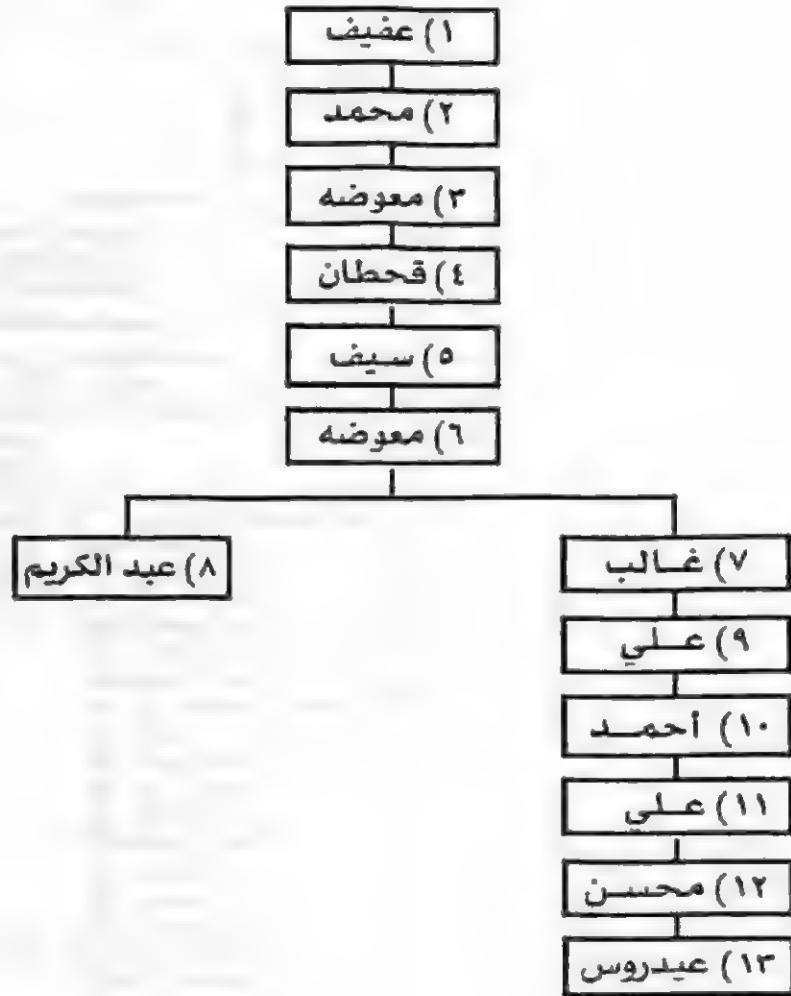 ١) عفيف
٢) محمد
٣) معوضه
٤) قحطان
٥) سيف
٦) معوضه
٧) غالب
٨) عبد الكريم
٩) علي
١٠) أحمد
١١) علي
١٢) محسن
١٣) عيدروس